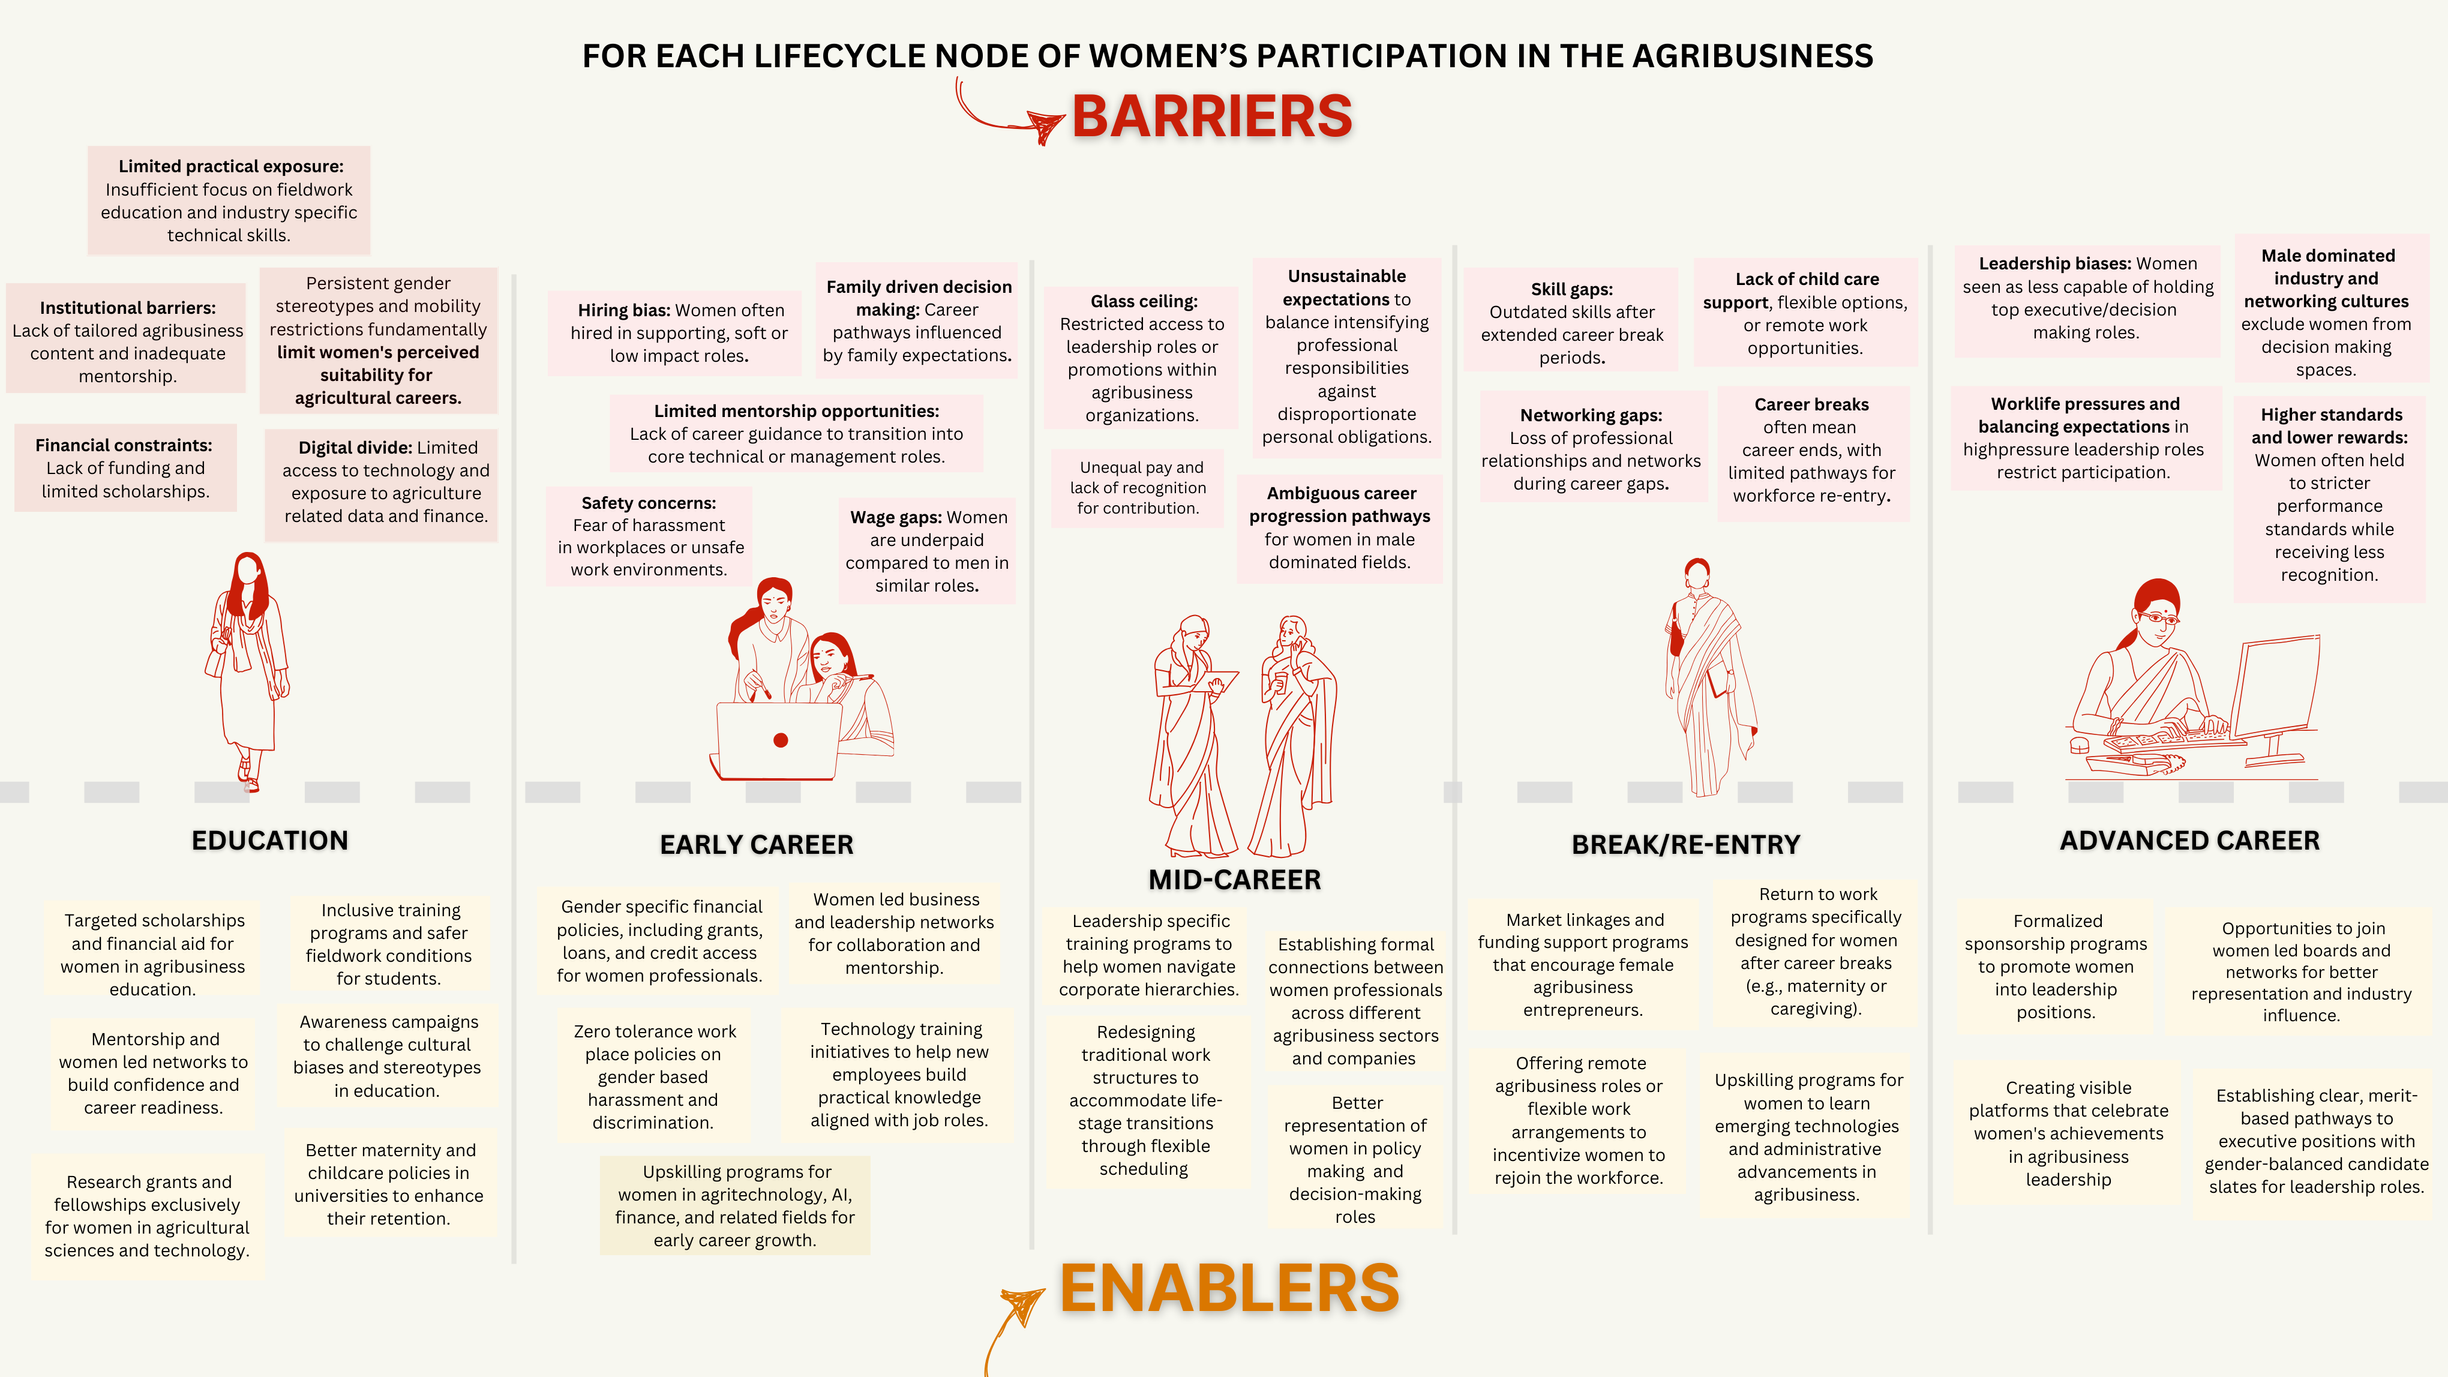 FOR EACH LIFECYCLE NODE OF WOMEN’S PARTICIPATION IN THE AGRIBUSINESS
BARRIERS
Limited practical exposure:
Insufficient focus on fieldwork
education and industry specific
technical skills.
Institutional barriers:
Lack of tailored agribusiness
content and inadequate
mentorship.
Persistent gender
stereotypes and mobility
restrictions fundamentally
limit women's perceived
suitability for
agricultural careers.
Financial constraints:
Lack of funding and
limited scholarships.
Digital divide: Limited
access to technology and
exposure to agriculture
related data and finance.
Hiring bias: Women often
hired in supporting, soft or
low impact roles.
Family driven decision
making: Career
pathways influenced
by family expectations.
Limited mentorship opportunities:
Lack of career guidance to transition into
core technical or management roles.
Safety concerns:
Fear of harassment
in workplaces or unsafe
work environments.
Wage gaps: Women
are underpaid
compared to men in
similar roles.
Glass ceiling:
Restricted access to
leadership roles or
promotions within
agribusiness
organizations.
Unsustainable
expectations to
balance intensifying
professional
responsibilities
against
disproportionate
personal obligations.
Unequal pay and
lack of recognition
for contribution.
Ambiguous career
progression pathways
for women in male
dominated fields.
Skill gaps:
Outdated skills after
extended career break
periods.
Lack of child care
support, flexible options,
or remote work
opportunities.
Networking gaps:
Loss of professional
relationships and networks
during career gaps.
Career breaks
often mean
career ends, with
limited pathways for
workforce re-entry.
Leadership biases: Women
seen as less capable of holding
top executive/decision
making roles.
Male dominated
industry and
networking cultures
exclude women from
decision making
spaces.
Worklife pressures and
balancing expectations in
highpressure leadership roles
restrict participation.
Higher standards
and lower rewards:
Women often held
to stricter
performance
standards while
receiving less
recognition.
EDUCATION
EARLY CAREER
MID-CAREER
BREAK/RE-ENTRY
ADVANCED CAREER
Targeted scholarships
and financial aid for
women in agribusiness
education.
Inclusive training
programs and safer
fieldwork conditions
for students.
Mentorship and
women led networks to
build confidence and
career readiness.
Awareness campaigns
to challenge cultural
biases and stereotypes
in education.
Research grants and
fellowships exclusively
for women in agricultural
sciences and technology.
Better maternity and
childcare policies in
universities to enhance
their retention.
Gender specific financial
policies, including grants,
loans, and credit access
for women professionals.
Women led business
and leadership networks
for collaboration and
mentorship.
Zero tolerance work
place policies on
gender based
harassment and
discrimination.
Technology training
initiatives to help new
employees build
practical knowledge
aligned with job roles.
Upskilling programs for
women in agritechnology, AI,
finance, and related fields for
early career growth.
Leadership specific
training programs to
help women navigate
corporate hierarchies.
Establishing formal
connections between
women professionals
across different
agribusiness sectors
and companies
Redesigning
traditional work
structures to
accommodate life-
stage transitions
through flexible
scheduling
Better
representation of
women in policy
making and
decision-making
roles
Market linkages and
funding support programs
that encourage female
agribusiness
entrepreneurs.
Return to work
programs specifically
designed for women
after career breaks
(e.g., maternity or
caregiving).
Offering remote
agribusiness roles or
flexible work
arrangements to
incentivize women to
rejoin the workforce.
Upskilling programs for
women to learn
emerging technologies
and administrative
advancements in
agribusiness.
Formalized
sponsorship programs
to promote women
into leadership
positions.
Opportunities to join
women led boards and
networks for better
representation and industry
influence.
Creating visible
platforms that celebrate
women's achievements
in agribusiness
leadership
Establishing clear, merit-
based pathways to
executive positions with
gender-balanced candidate
slates for leadership roles.
ENABLERS